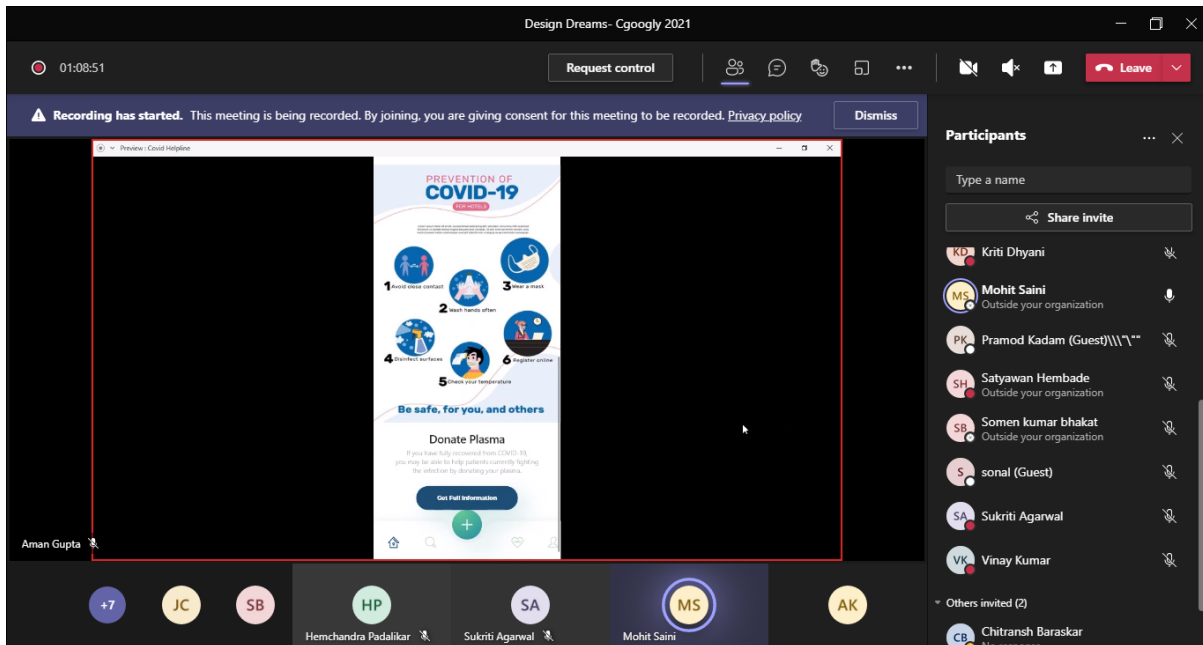 Design Dreams- Cgoogly 2021
01:08:51
Request control
Leave
Recording has started. This meeting is being recorded. By joining, you are giving consent for this meeting to be recorded. Privacy policy
Dismiss
Preview : Covid Helpline
PREVENTION OF
COVID-19
FOR HOTELS
1 Avoid close contact
2 Wash hands often
3 Wear a mask
4 Disinfect surfaces
5 Check your temperature
6 Register online
Be safe, for you, and others
Donate Plasma
If you have fully recovered from COVID-19,
you may be able to help patients currently fighting
the infection by donating your plasma.
Get Full Information
+
Aman Gupta
+7
JC
SB
HP
Hemchandra Padalikar
SA
Sukriti Agarwal
MS
Mohit Saini
AK
Participants
Type a name
Share invite
KD Kriti Dhyani
MS Mohit Saini
Outside your organization
PK Pramod Kadam (Guest)\\\"\""
SH Satyawan Hembade
Outside your organization
SB Somen kumar bhakat
Outside your organization
S sonal (Guest)
SA Sukriti Agarwal
VK Vinay Kumar
Others invited (2)
CB Chitransh Baraskar